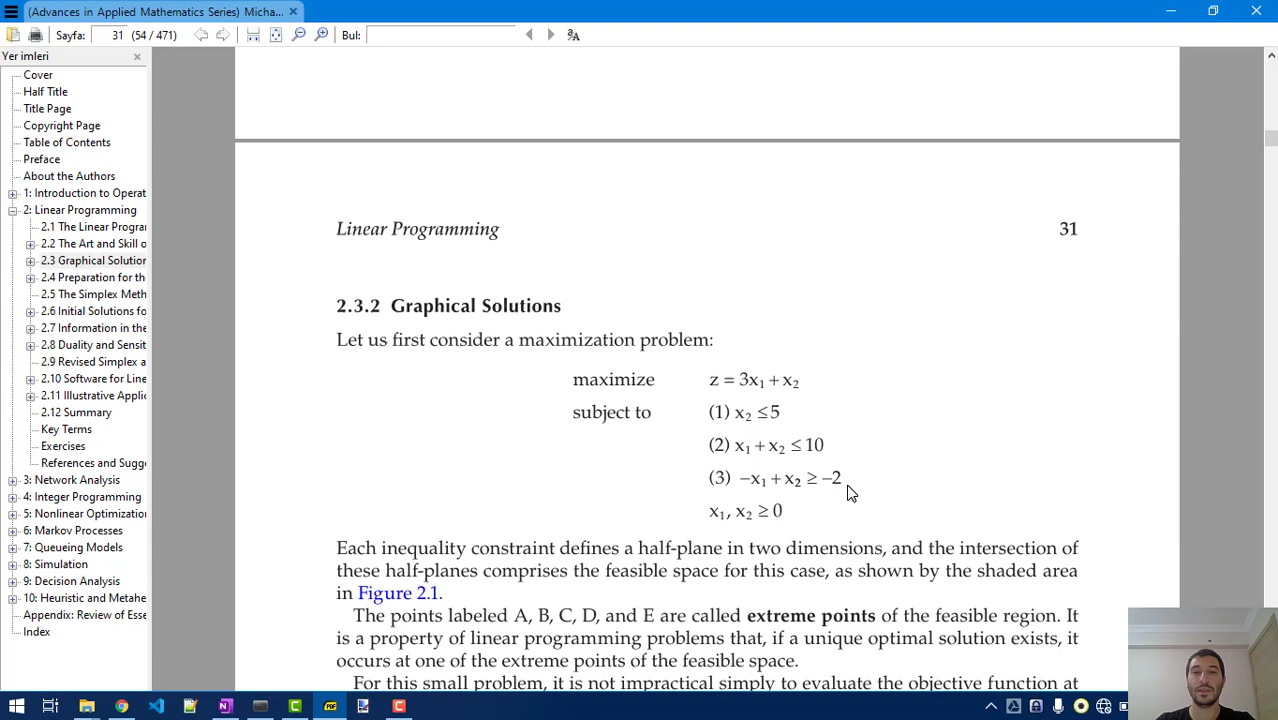 (Advances in Applied Mathematics Series) Micha...
Sayfa: 31 (54 / 471) Bul:
Yer imleri
Cover
Half Title
Title Page
Copyright Page
Table of Contents
Preface
About the Authors
1: Introduction to Operat
2: Linear Programming
2.1 The Linear Progra
2.2 The Art and Skill o
2.3 Graphical Solution
2.4 Preparation for th
2.5 The Simplex Meth
2.6 Initial Solutions fo
2.7 Information in the
2.8 Duality and Sensit
2.9 Revised Simplex a
2.10 Software for Line
2.11 Illustrative Applic
2.12 Summary
Key Terms
Exercises
References and Sugge
3: Network Analysis
4: Integer Programming
5: Nonlinear Optimization
6: Markov Processes
7: Queueing Models
8: Simulation
9: Decision Analysis
10: Heuristic and Metahe
Appendix: Review of Esse
Index
Linear Programming 31
2.3.2 Graphical Solutions
Let us first consider a maximization problem:
maximize z = 3x₁ + x₂
subject to (1) x₂ ≤ 5
(2) x₁ + x₂ ≤ 10
(3) −x₁ + x₂ ≥ −2
x₁, x₂ ≥ 0
Each inequality constraint defines a half-plane in two dimensions, and the intersection of
these half-planes comprises the feasible space for this case, as shown by the shaded area
in Figure 2.1.
The points labeled A, B, C, D, and E are called extreme points of the feasible region. It
is a property of linear programming problems that, if a unique optimal solution exists, it
occurs at one of the extreme points of the feasible space.
For this small problem, it is not impractical simply to evaluate the objective function at